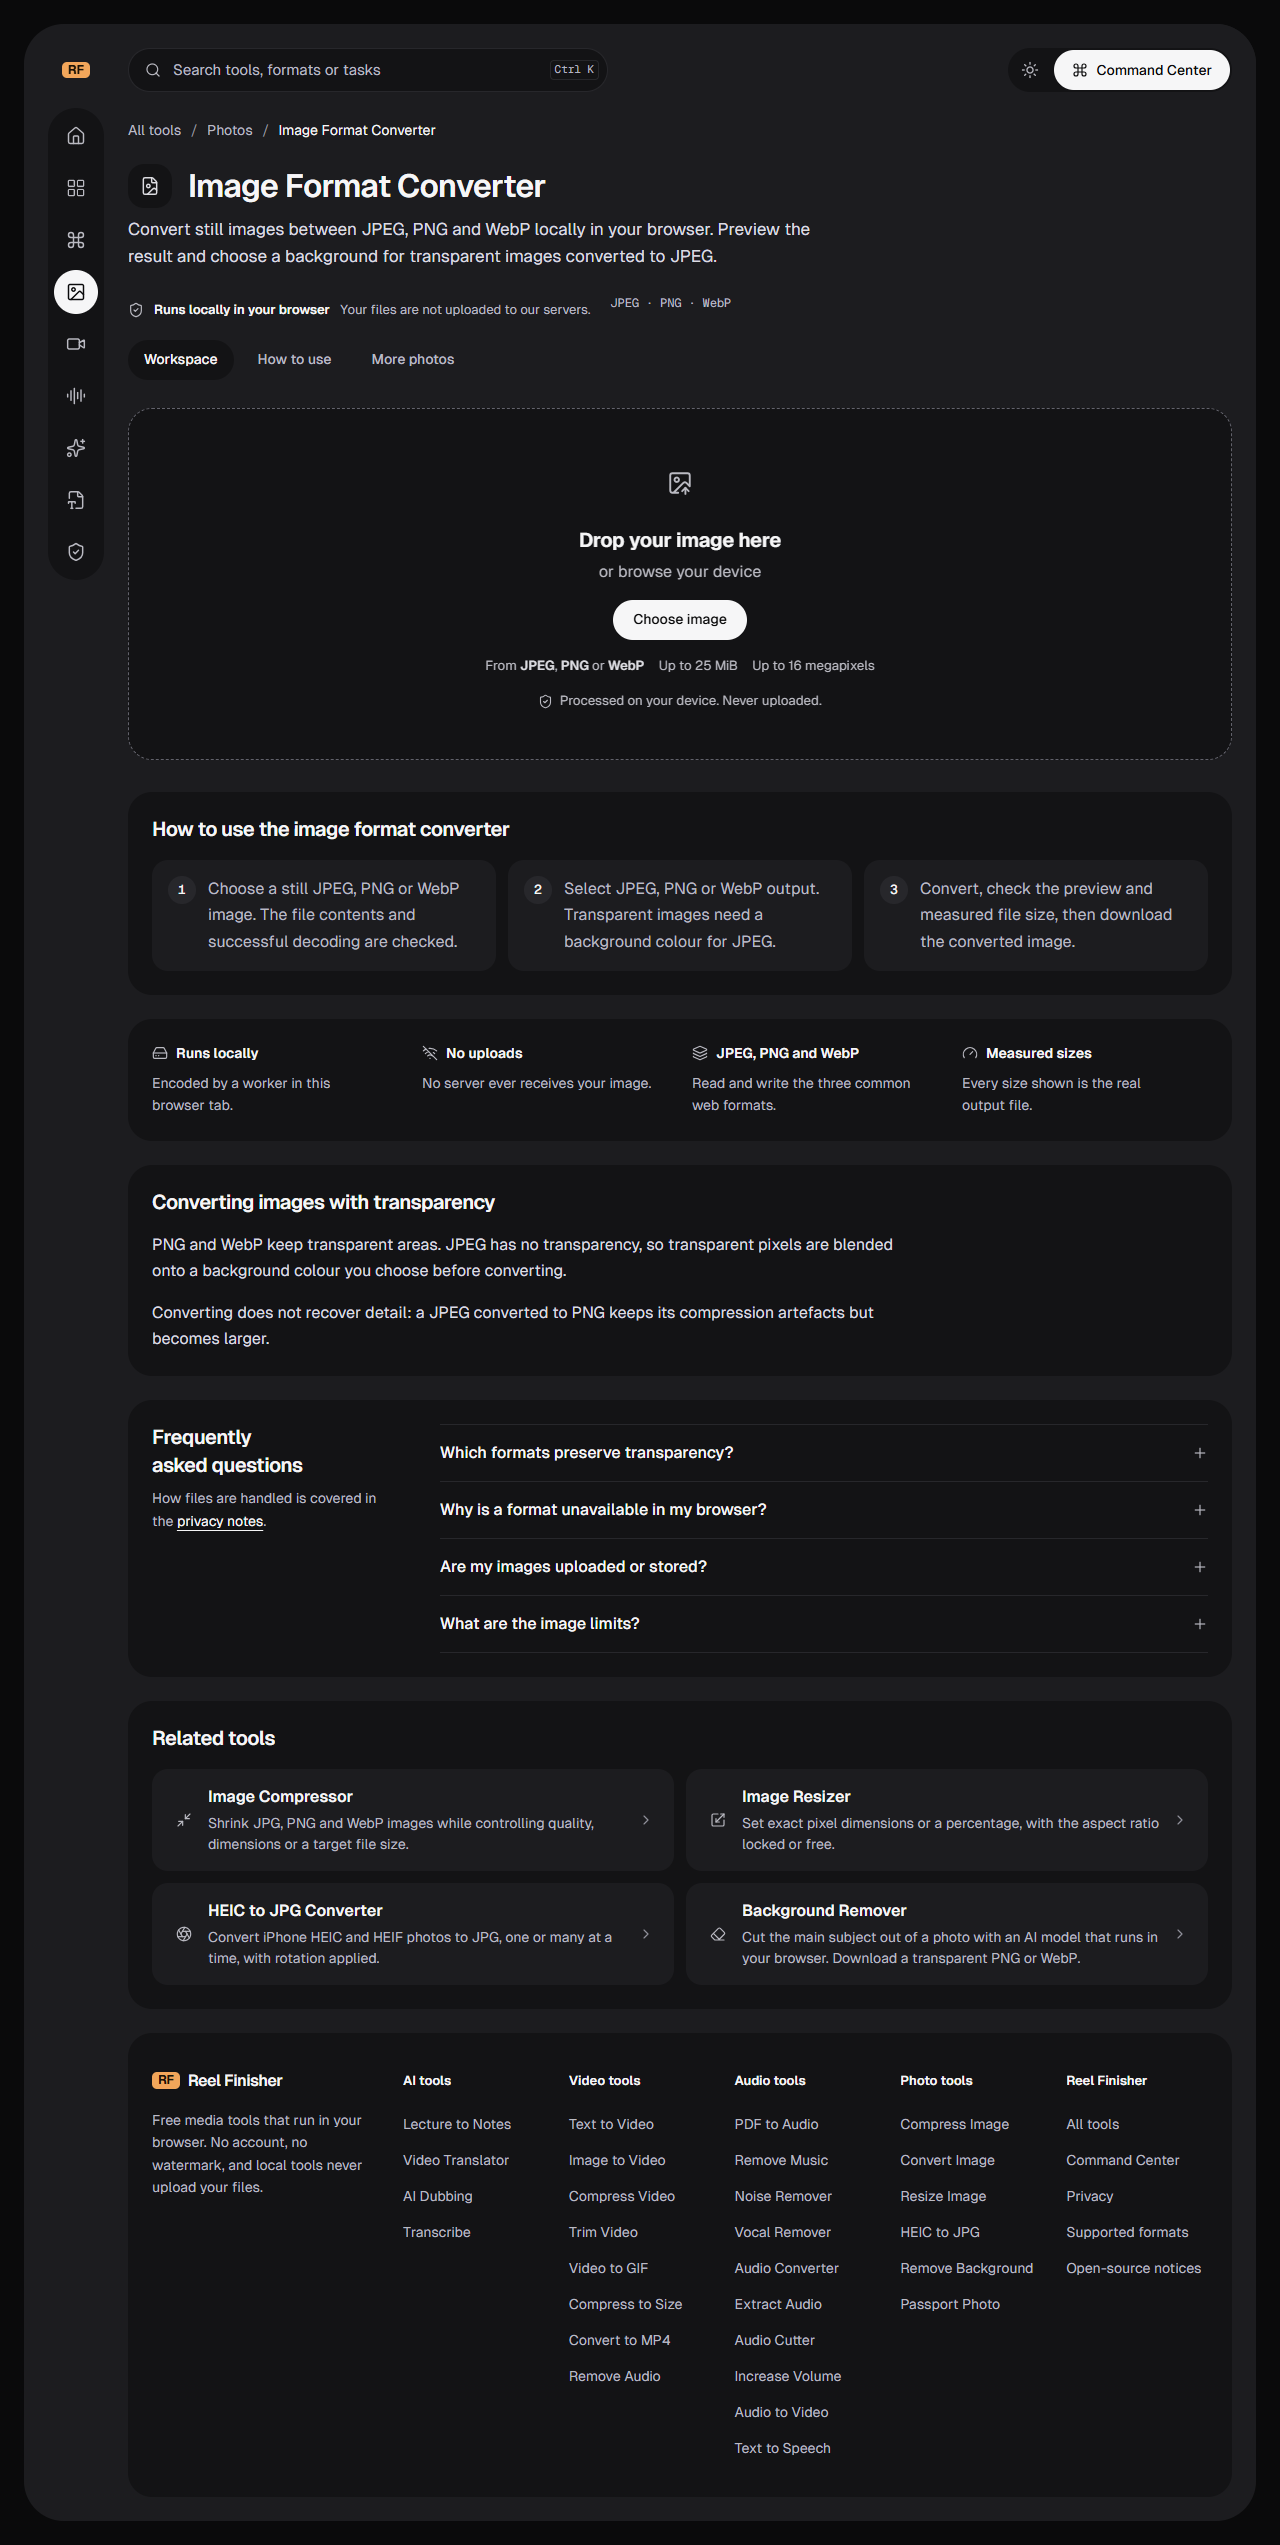 RF
Search tools, formats or tasks
Ctrl K
Command Center
All tools / Photos / Image Format Converter
Image Format Converter
Convert still images between JPEG, PNG and WebP locally in your browser. Preview the
result and choose a background for transparent images converted to JPEG.
Runs locally in your browser Your files are not uploaded to our servers. JPEG · PNG · WebP
Workspace How to use More photos
Drop your image here
or browse your device
Choose image
From JPEG, PNG or WebP Up to 25 MiB Up to 16 megapixels
Processed on your device. Never uploaded.
How to use the image format converter
1
Choose a still JPEG, PNG or WebP
image. The file contents and
successful decoding are checked.
2
Select JPEG, PNG or WebP output.
Transparent images need a
background colour for JPEG.
3
Convert, check the preview and
measured file size, then download
the converted image.
Runs locally
Encoded by a worker in this
browser tab.
No uploads
No server ever receives your image.
JPEG, PNG and WebP
Read and write the three common
web formats.
Measured sizes
Every size shown is the real
output file.
Converting images with transparency
PNG and WebP keep transparent areas. JPEG has no transparency, so transparent pixels are blended
onto a background colour you choose before converting.
Converting does not recover detail: a JPEG converted to PNG keeps its compression artefacts but
becomes larger.
Frequently
asked questions
How files are handled is covered in
the privacy notes.
Which formats preserve transparency?
Why is a format unavailable in my browser?
Are my images uploaded or stored?
What are the image limits?
Related tools
Image Compressor
Shrink JPG, PNG and WebP images while controlling quality,
dimensions or a target file size.
Image Resizer
Set exact pixel dimensions or a percentage, with the aspect ratio
locked or free.
HEIC to JPG Converter
Convert iPhone HEIC and HEIF photos to JPG, one or many at a
time, with rotation applied.
Background Remover
Cut the main subject out of a photo with an AI model that runs in
your browser. Download a transparent PNG or WebP.
RF Reel Finisher
Free media tools that run in your
browser. No account, no
watermark, and local tools never
upload your files.
AI tools
Lecture to Notes
Video Translator
AI Dubbing
Transcribe
Video tools
Text to Video
Image to Video
Compress Video
Trim Video
Video to GIF
Compress to Size
Convert to MP4
Remove Audio
Audio tools
PDF to Audio
Remove Music
Noise Remover
Vocal Remover
Audio Converter
Extract Audio
Audio Cutter
Increase Volume
Audio to Video
Text to Speech
Photo tools
Compress Image
Convert Image
Resize Image
HEIC to JPG
Remove Background
Passport Photo
Reel Finisher
All tools
Command Center
Privacy
Supported formats
Open-source notices